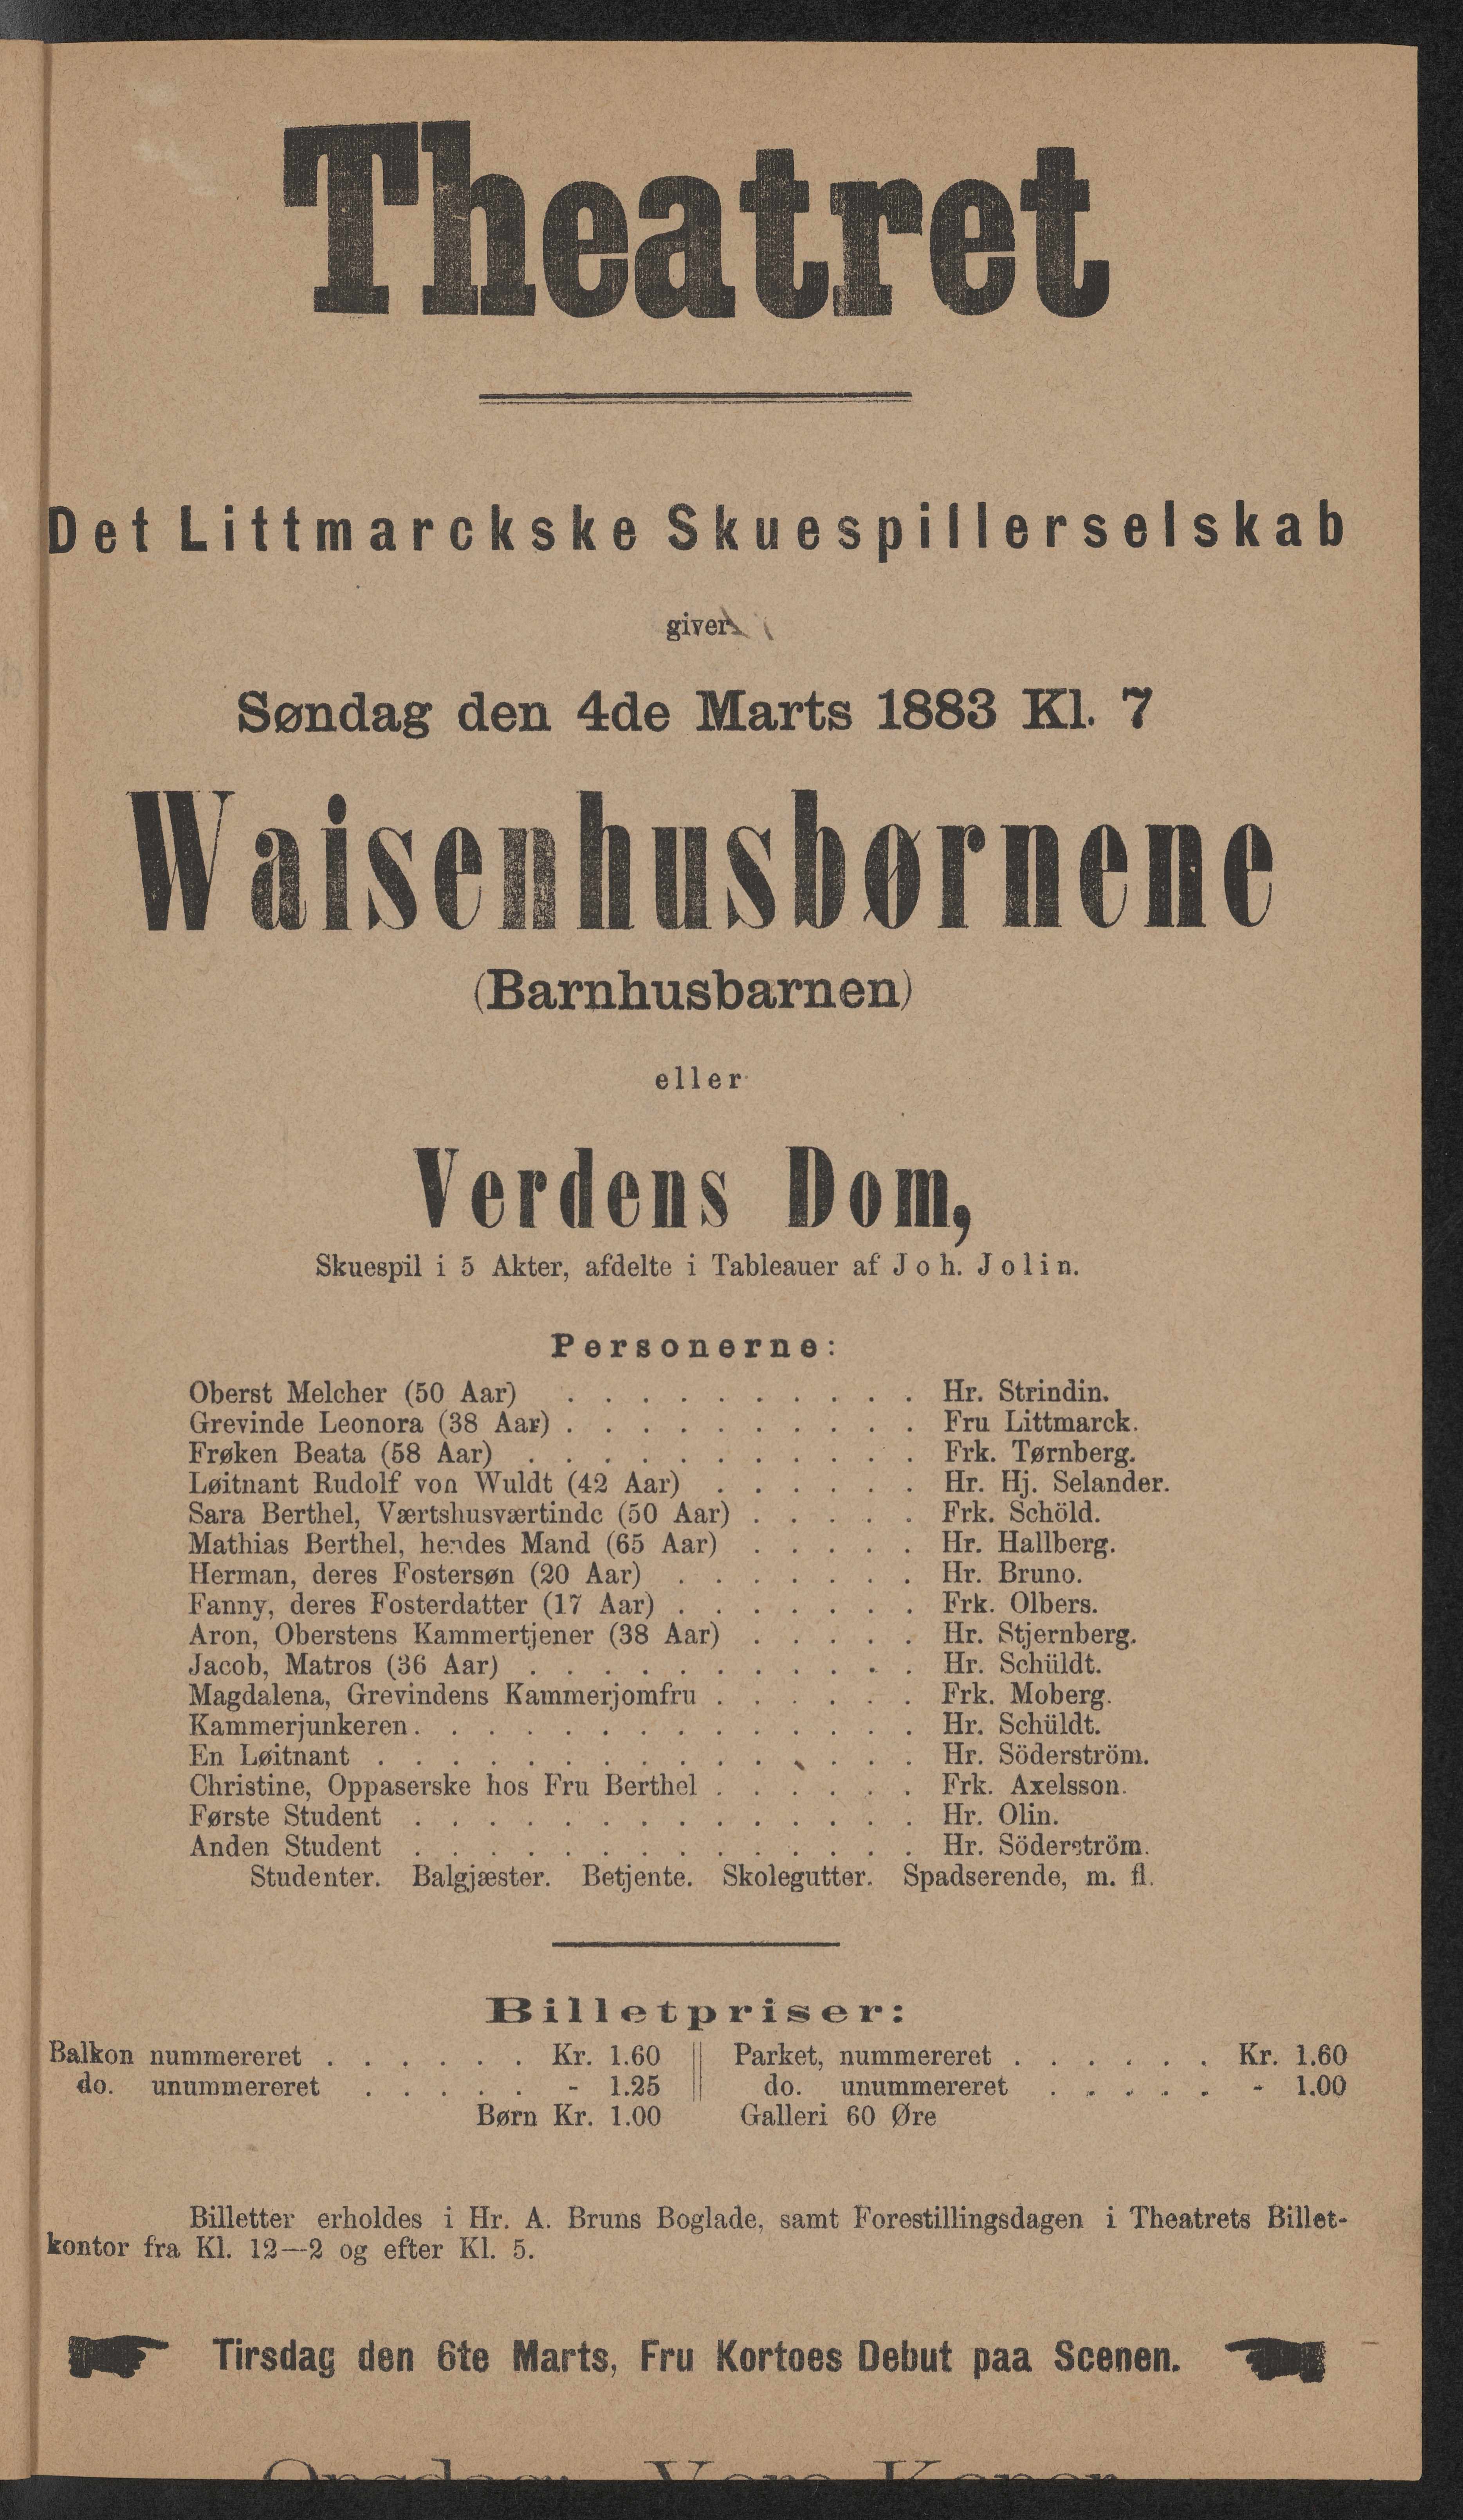 Theatret
Det Littmarckske Skuespillerselskab
giver
Søndag den 4de Marts 1883 Kl. 7
Waisenhusbørnene
(Barnhusbarnen)
eller
Verdens Dom,
Skuespil i 5 Akter, afdelte i Tableauer af Joh. Jolin.
Personerne:
Oberst Melcher (50 Aar) . . . . . . . . . . Hr. Strindin.
Grevinde Leonora (38 Aar) . . . . . . . . . . Fru Littmarck.
Frøken Beata (58 Aar) . . . . . . . . . . . Frk. Tørnberg.
Løitnant Rudolf von Wuldt (42 Aar) . . . . . . Hr. Hj. Selander.
Sara Berthel, Værtshusværtinde (50 Aar) . . . . . Frk. Schöld.
Mathias Berthel, hendes Mand (65 Aar) . . . . . Hr. Hallberg.
Herman, deres Fostersøn (20 Aar) . . . . . . . Hr. Bruno.
Fanny, deres Fosterdatter (17 Aar) . . . . . . . Frk. Olbers.
Aron, Oberstens Kammertjener (38 Aar) . . . . . Hr. Stjernberg.
Jacob, Matros (36 Aar) . . . . . . . . . . . Hr. Schüldt.
Magdalena, Grevindens Kammerjomfru . . . . . . Frk. Moberg.
Kammerjunkeren . . . . . . . . . . . . . . Hr. Schüldt.
En Løitnant . . . . . . . . . . . . . . . Hr. Söderström.
Christine, Oppaserske hos Fru Berthel . . . . . . Frk. Axelsson.
Første Student . . . . . . . . . . . . . . Hr. Olin.
Anden Student . . . . . . . . . . . . . . Hr. Söderström.
Studenter. Balgjæster. Betjente. Skolegutter. Spadserende, m. fl.
Billetpriser:
Balkon nummereret . . . . . . Kr. 1.60 || Parket, nummereret . . . . . . Kr. 1.60
do. unummereret . . . . . - 1.25 || do. unummereret . . . . . - 1.00
Børn Kr. 1.00 Galleri 60 Øre
Billetter erholdes i Hr. A. Bruns Boglade, samt Forestillingsdagen i Theatrets Billet-
kontor fra Kl. 12—2 og efter Kl. 5.
Tirsdag den 6te Marts, Fru Kortoes Debut paa Scenen.